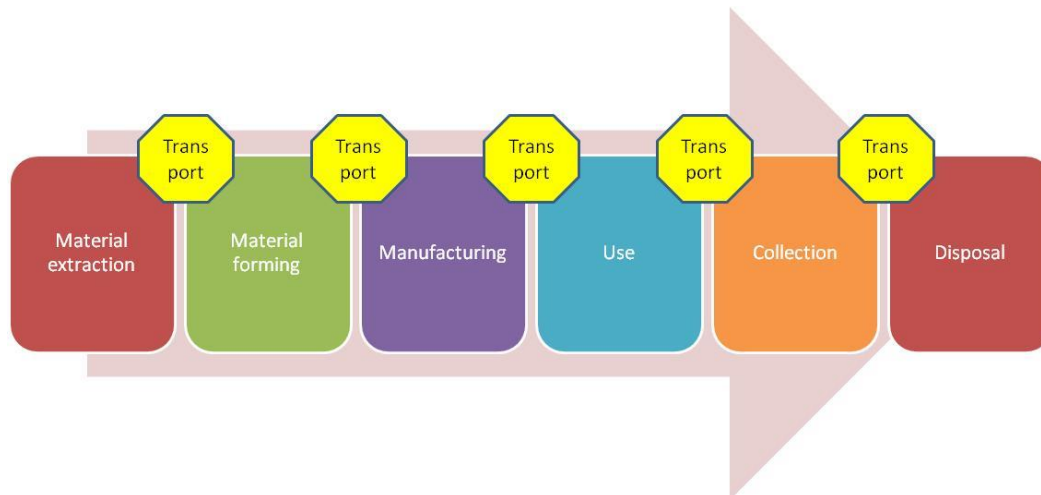 Trans
port
Trans
port
Trans
port
Trans
port
Trans
port
Material
extraction
Material
forming
Manufacturing
Use
Collection
Disposal